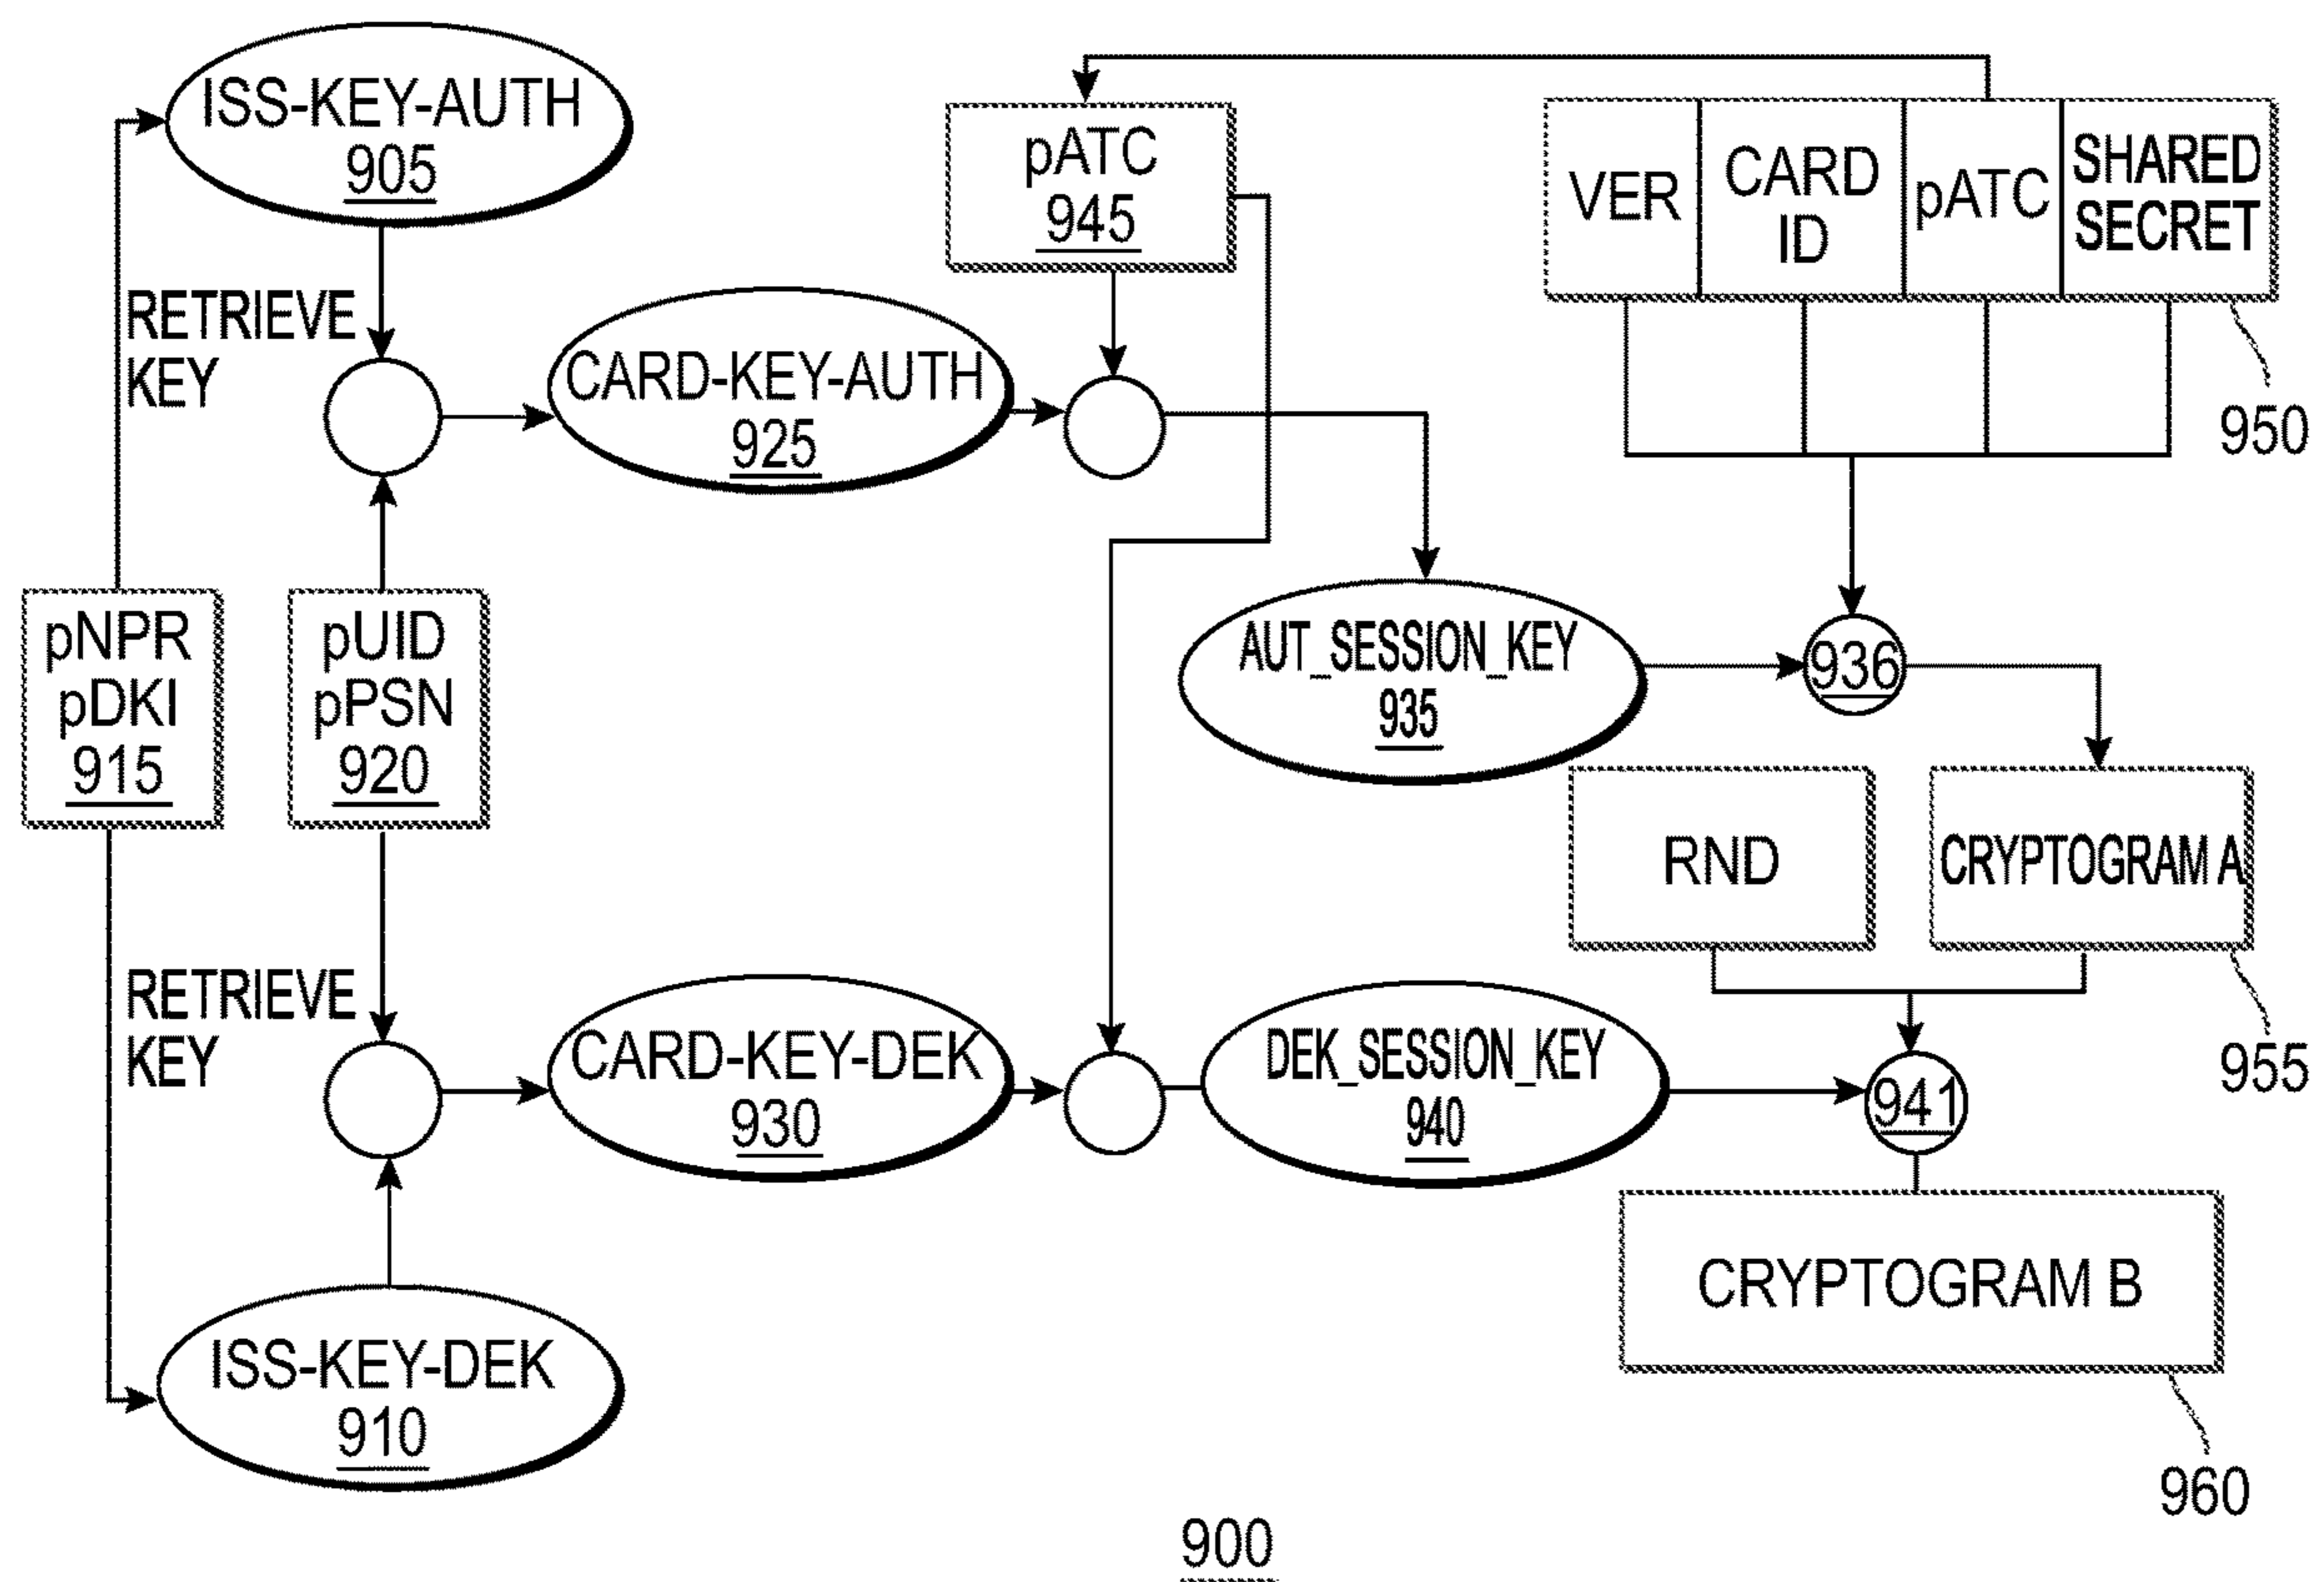 ISS-KEY-AUTH
905
RETRIEVE
KEY
CARD-KEY-AUTH
925
pATC
945
VER
CARD
ID
pATC
SHARED
SECRET
950
pNPR
pDKI
915
pUID
pPSN
920
AUT_SESSION_KEY
935
936
RND
CRYPTOGRAM A
955
RETRIEVE
KEY
CARD-KEY-DEK
930
DEK_SESSION_KEY
940
941
CRYPTOGRAM B
960
ISS-KEY-DEK
910
900